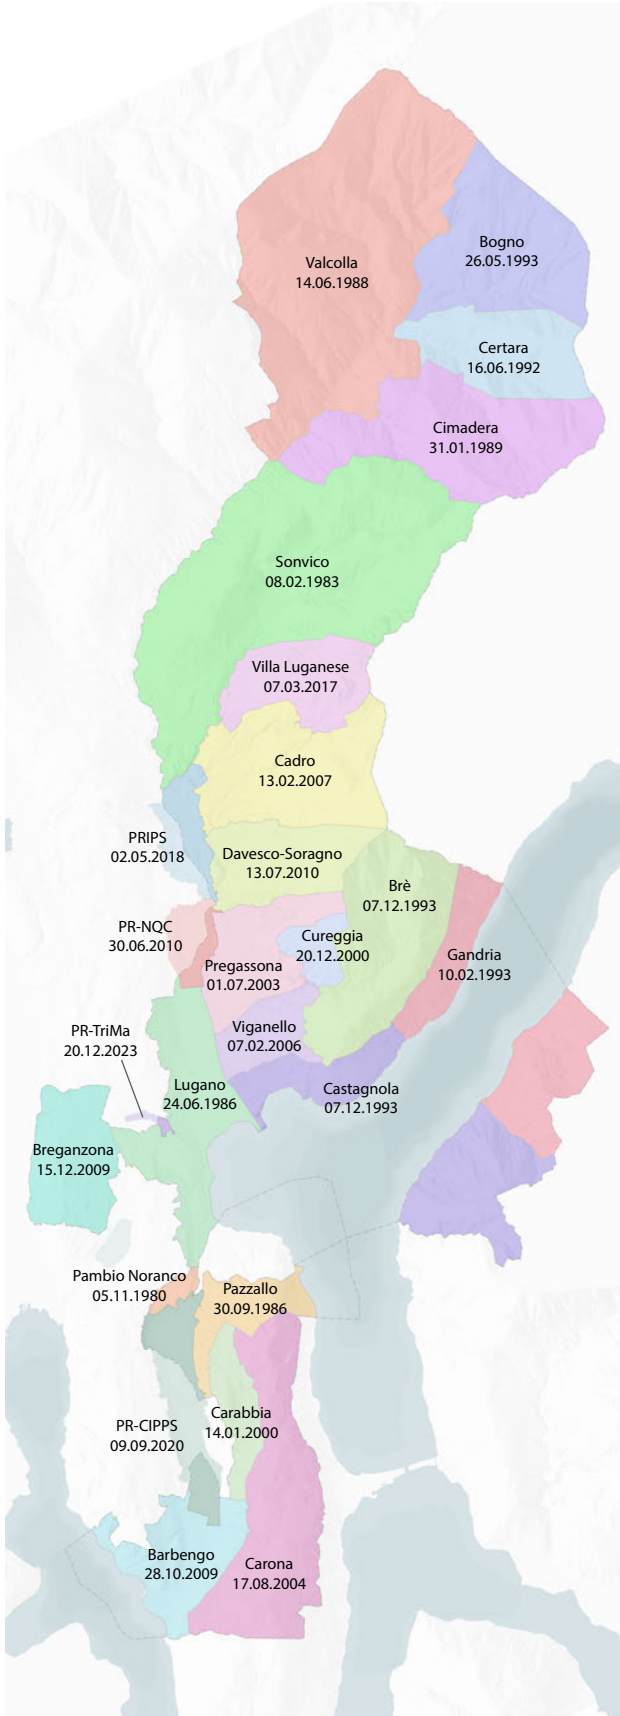 Valcolla
14.06.1988
Bogno
26.05.1993
Certara
16.06.1992
Cimadera
31.01.1989
Sonvico
08.02.1983
Villa Luganese
07.03.2017
Cadro
13.02.2007
PRIPS
02.05.2018
Davesco-Soragno
13.07.2010
Brè
07.12.1993
PR-NQC
30.06.2010
Cureggia
20.12.2000
Gandria
10.02.1993
Pregassona
01.07.2003
PR-TriMa
20.12.2023
Viganello
07.02.2006
Lugano
24.06.1986
Castagnola
07.12.1993
Breganzona
15.12.2009
Pambio Noranco
05.11.1980
Pazzallo
30.09.1986
Carabbia
14.01.2000
PR-CIPPS
09.09.2020
Barbengo
28.10.2009
Carona
17.08.2004